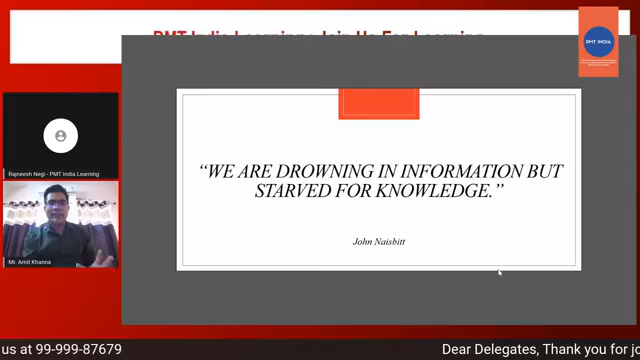 PMT India Learning: Join Us For Learning
PMT INDIA
“WE ARE DROWNING IN INFORMATION BUT
STARVED FOR KNOWLEDGE.”
John Naisbitt
Rajneesh Negi - PMT India Learning
Mr. Amit Khanna
us at 99-999-87679
Dear Delegates, Thank you for jo